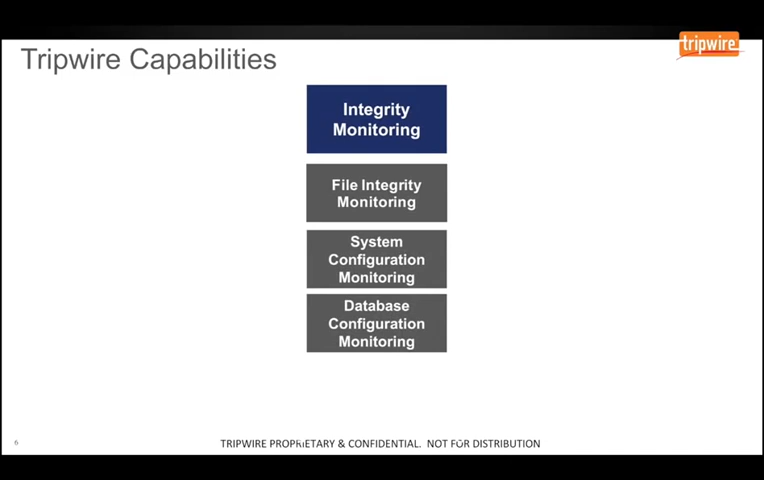 Tripwire Capabilities
tripwire
Integrity
Monitoring
File Integrity
Monitoring
System
Configuration
Monitoring
Database
Configuration
Monitoring
6
TRIPWIRE PROPRIETARY & CONFIDENTIAL. NOT FOR DISTRIBUTION